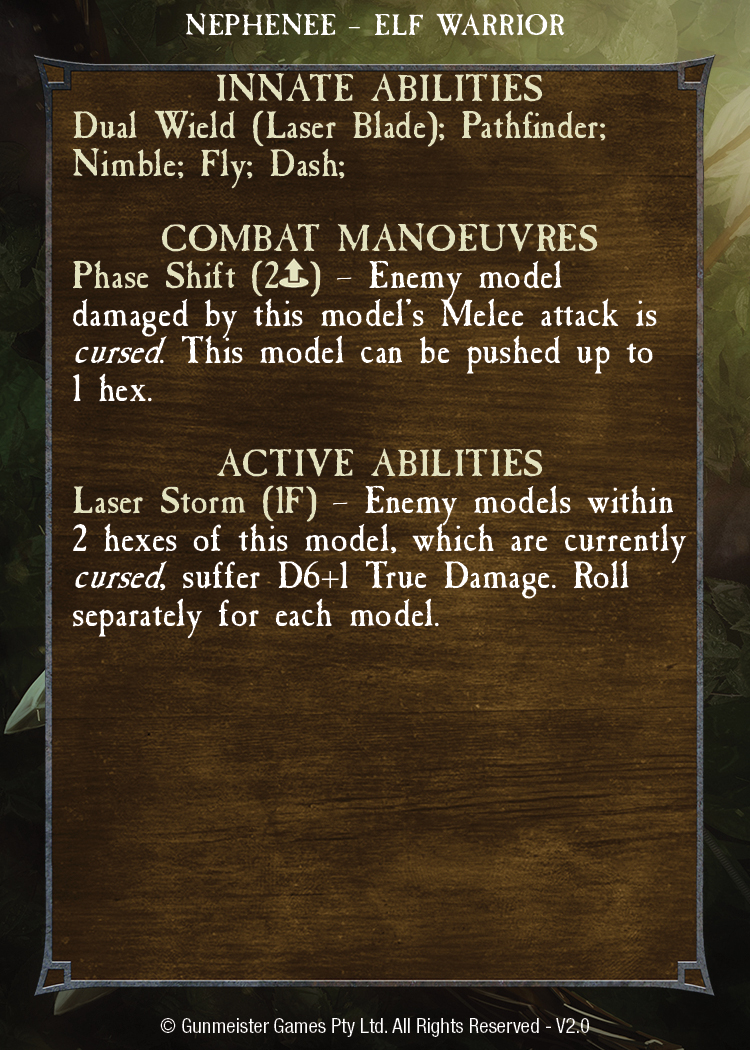 NEPHENEE – ELF WARRIOR
INNATE ABILITIES
Dual Wield (Laser Blade); Pathfinder;
Nimble; Fly; Dash;
COMBAT MANOEUVRES
Phase Shift (2) – Enemy model
damaged by this model's Melee attack is
cursed. This model can be pushed up to
1 hex.
ACTIVE ABILITIES
Laser Storm (1F) – Enemy models within
2 hexes of this model, which are currently
cursed, suffer D6+1 True Damage. Roll
separately for each model.
© Gunmeister Games Pty Ltd. All Rights Reserved - V2.0